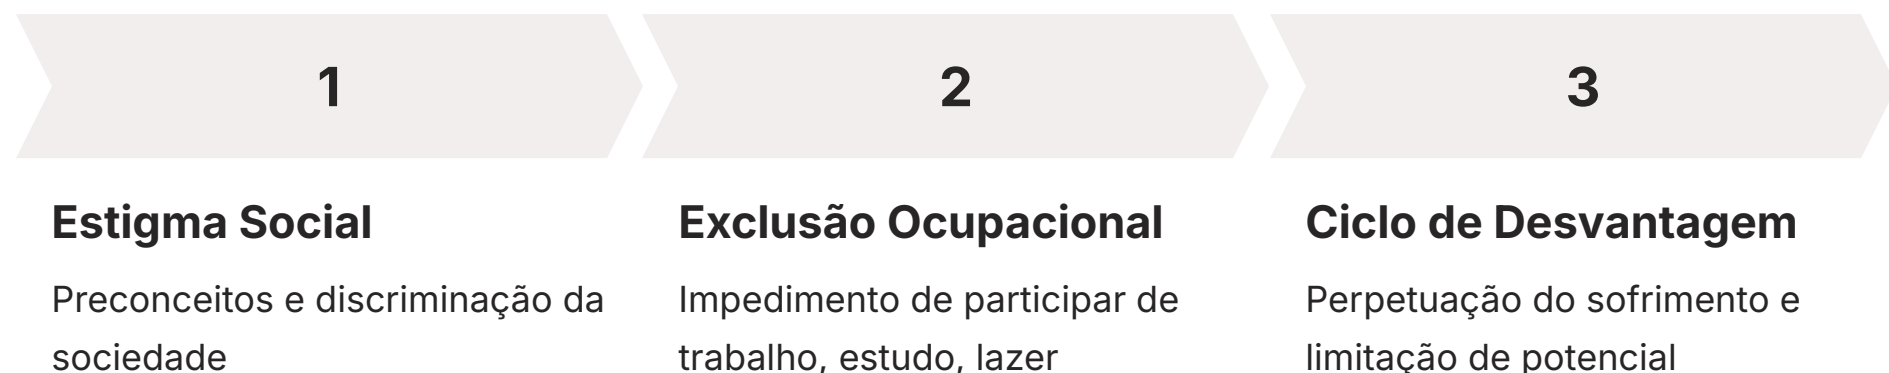 1
2
3
Estigma Social
Preconceitos e discriminação da
sociedade
Exclusão Ocupacional
Impedimento de participar de
trabalho, estudo, lazer
Ciclo de Desvantagem
Perpetuação do sofrimento e
limitação de potencial